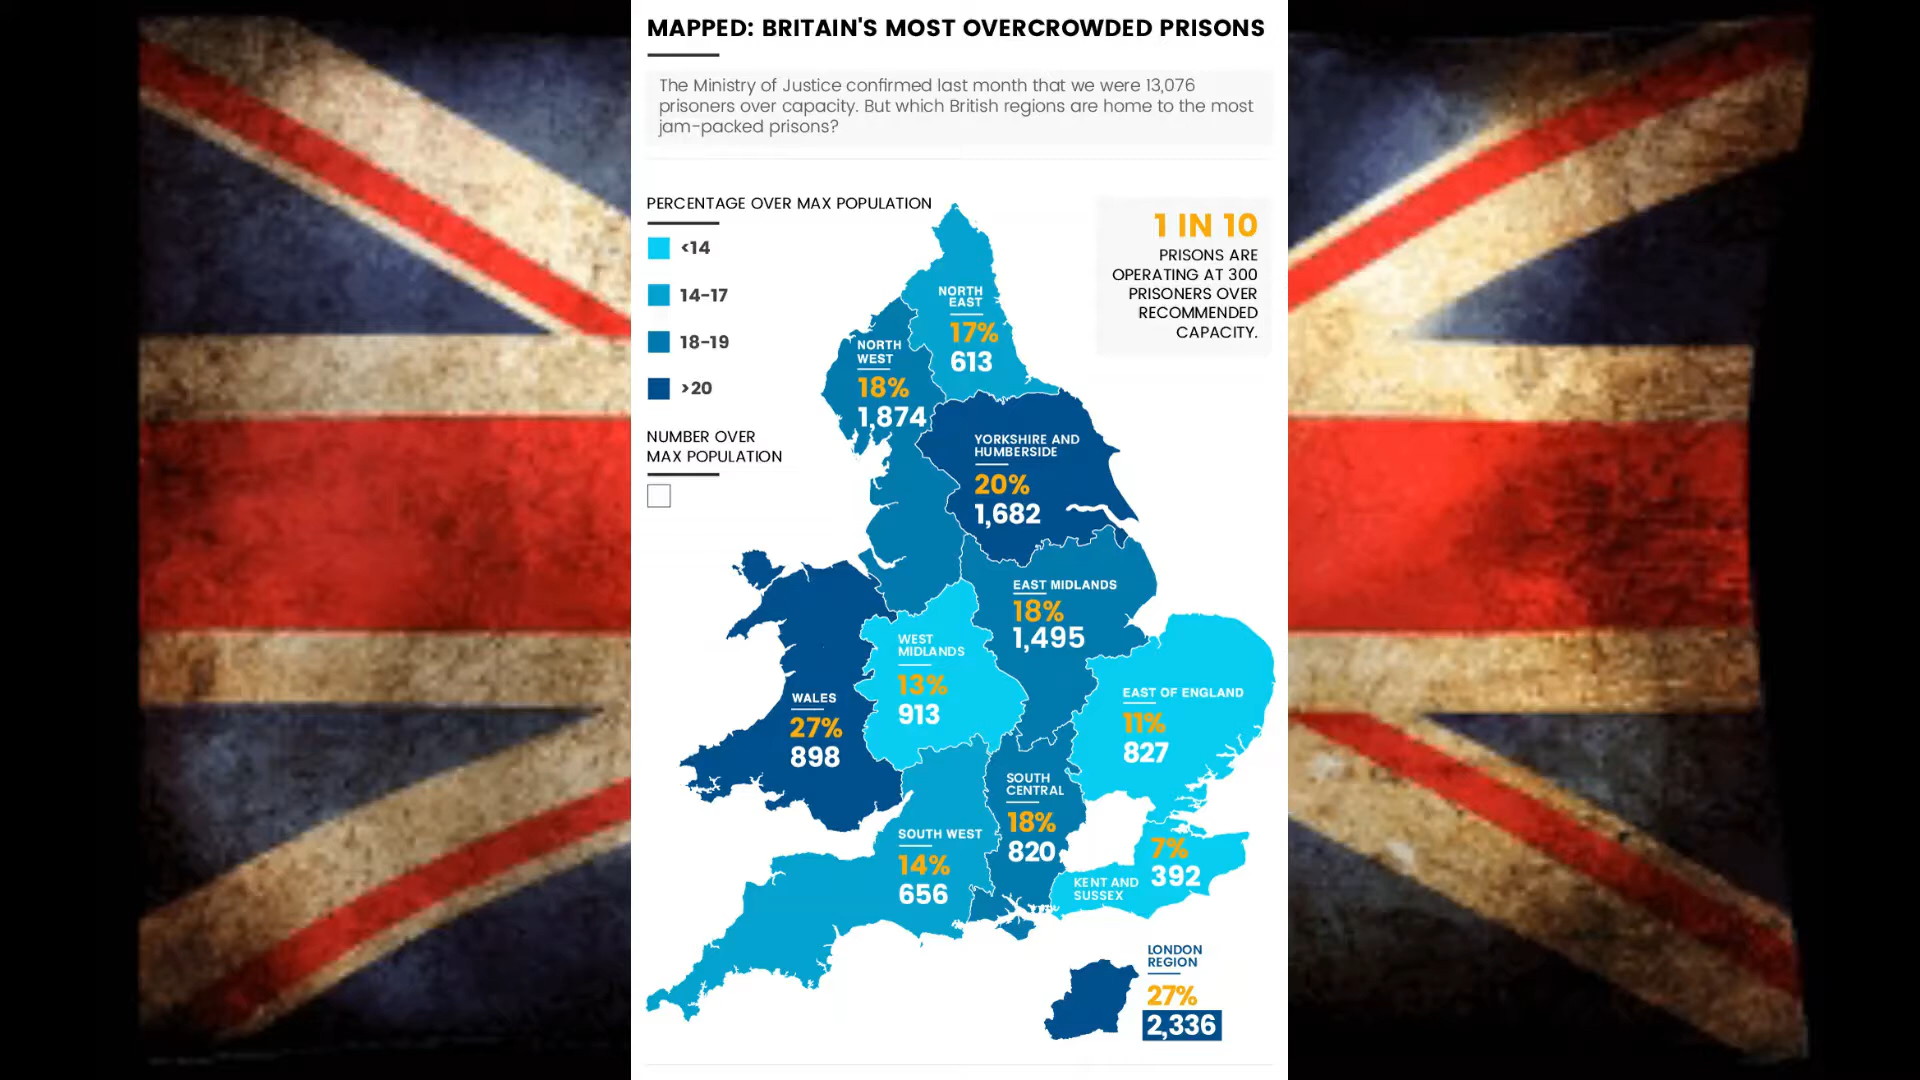 MAPPED: BRITAIN'S MOST OVERCROWDED PRISONS
The Ministry of Justice confirmed last month that we were 13,076
prisoners over capacity. But which British regions are home to the most
jam-packed prisons?
PERCENTAGE OVER MAX POPULATION
<14
14-17
18-19
>20
NUMBER OVER
MAX POPULATION
1 IN 10
PRISONS ARE
OPERATING AT 300
PRISONERS OVER
RECOMMENDED
CAPACITY.
NORTH
EAST
17%
613
NORTH
WEST
18%
1,874
YORKSHIRE AND
HUMBERSIDE
20%
1,682
EAST MIDLANDS
18%
1,495
WEST
MIDLANDS
13%
913
WALES
27%
898
EAST OF ENGLAND
11%
827
SOUTH
CENTRAL
18%
820
SOUTH WEST
14%
656
KENT AND
SUSSEX
7%
392
LONDON
REGION
27%
2,336